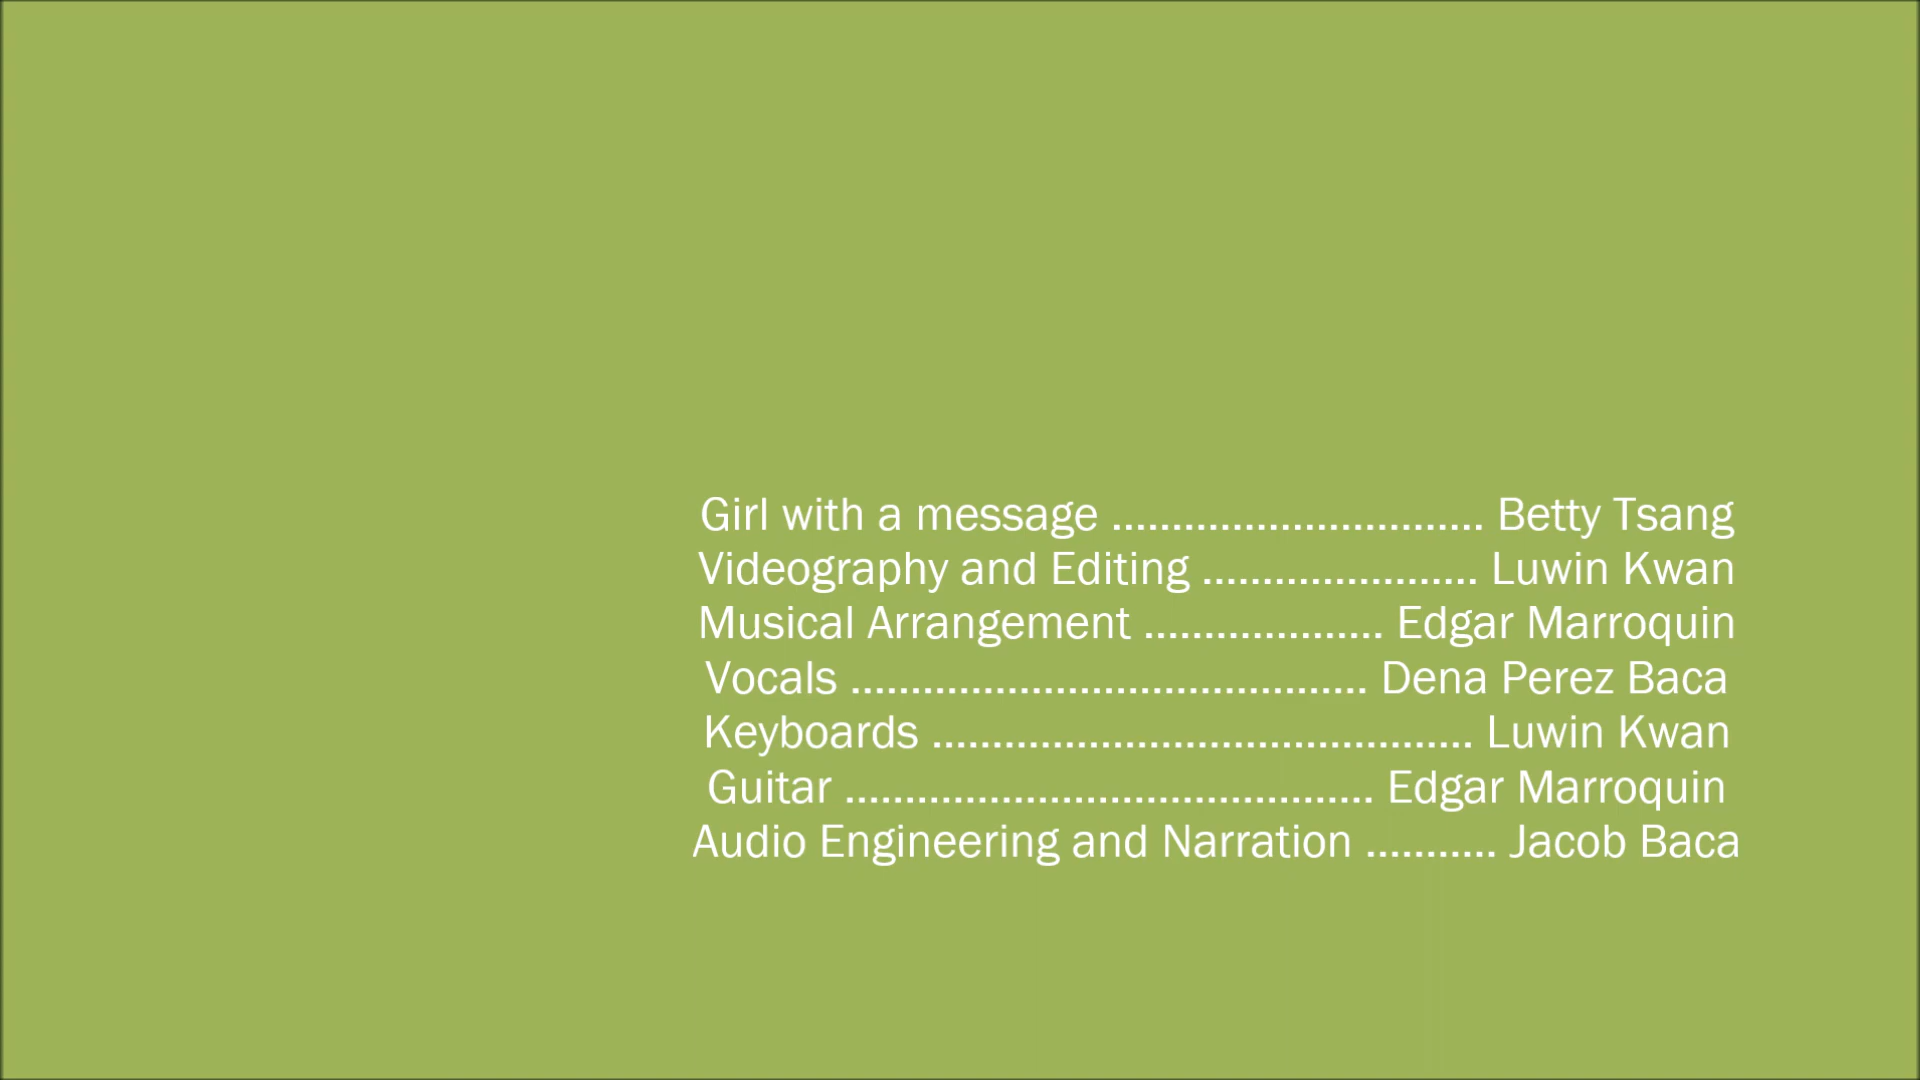 Girl with a message ............................... Betty Tsang
Videography and Editing ....................... Luwin Kwan
Musical Arrangement .................... Edgar Marroquin
Vocals ........................................... Dena Perez Baca
Keyboards ............................................. Luwin Kwan
Guitar ............................................ Edgar Marroquin
Audio Engineering and Narration ........... Jacob Baca